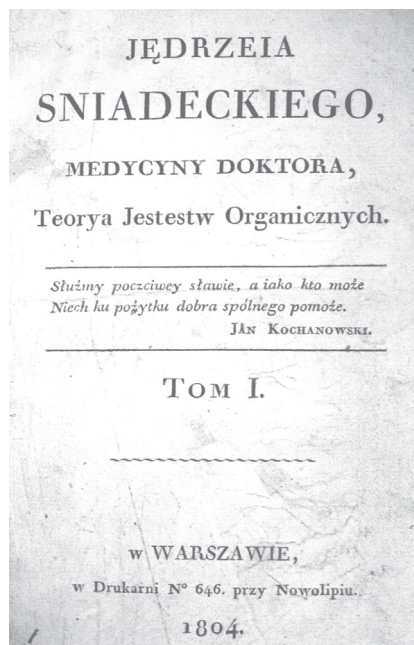 JĘDRZEIA
SNIADECKIEGO,
MEDYCYNY DOKTORA,
Teorya Jestestw Organicznych.
Służmy poczciwey sławie, a iako kto może
Niech ku pożytku dobra spólnego pomoże.
JAN KOCHANOWSKI.
TOM I.
w WARSZAWIE,
w Drukarni Nº 646. przy Nowolipiu.
1804.